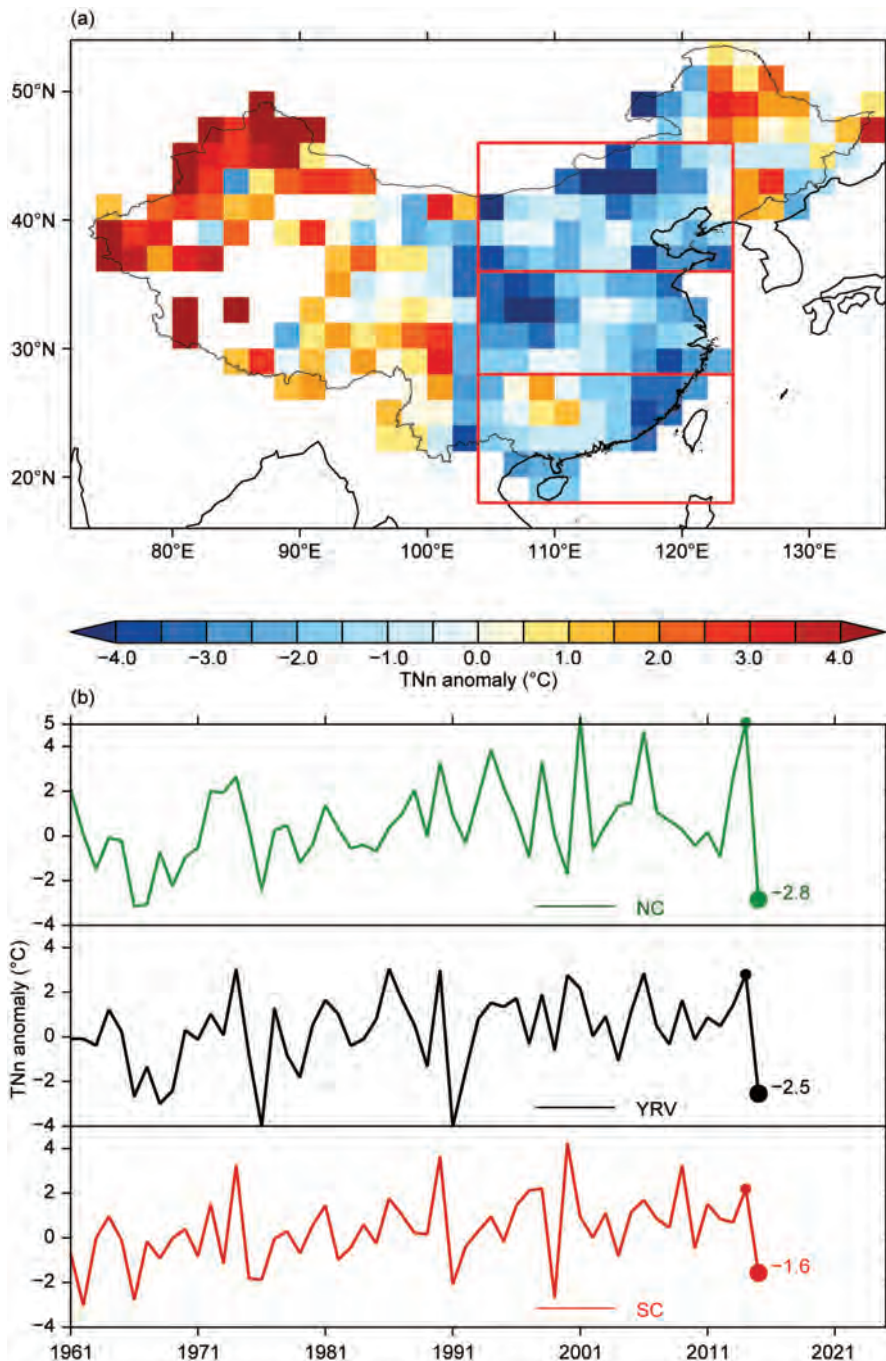 (a)
50°N
40°N
30°N
20°N
80°E 90°E 100°E 110°E 120°E 130°E
−4.0 −3.0 −2.0 −1.0 0.0 1.0 2.0 3.0 4.0
TNn anomaly (°C)
(b)
5
4
2
0
−2
−4
−2.8
NC
TNn anomaly (°C)
4
2
0
−2
−4
−2.5
YRV
4
2
0
−2
−4
−1.6
SC
1961 1971 1981 1991 2001 2011 2021